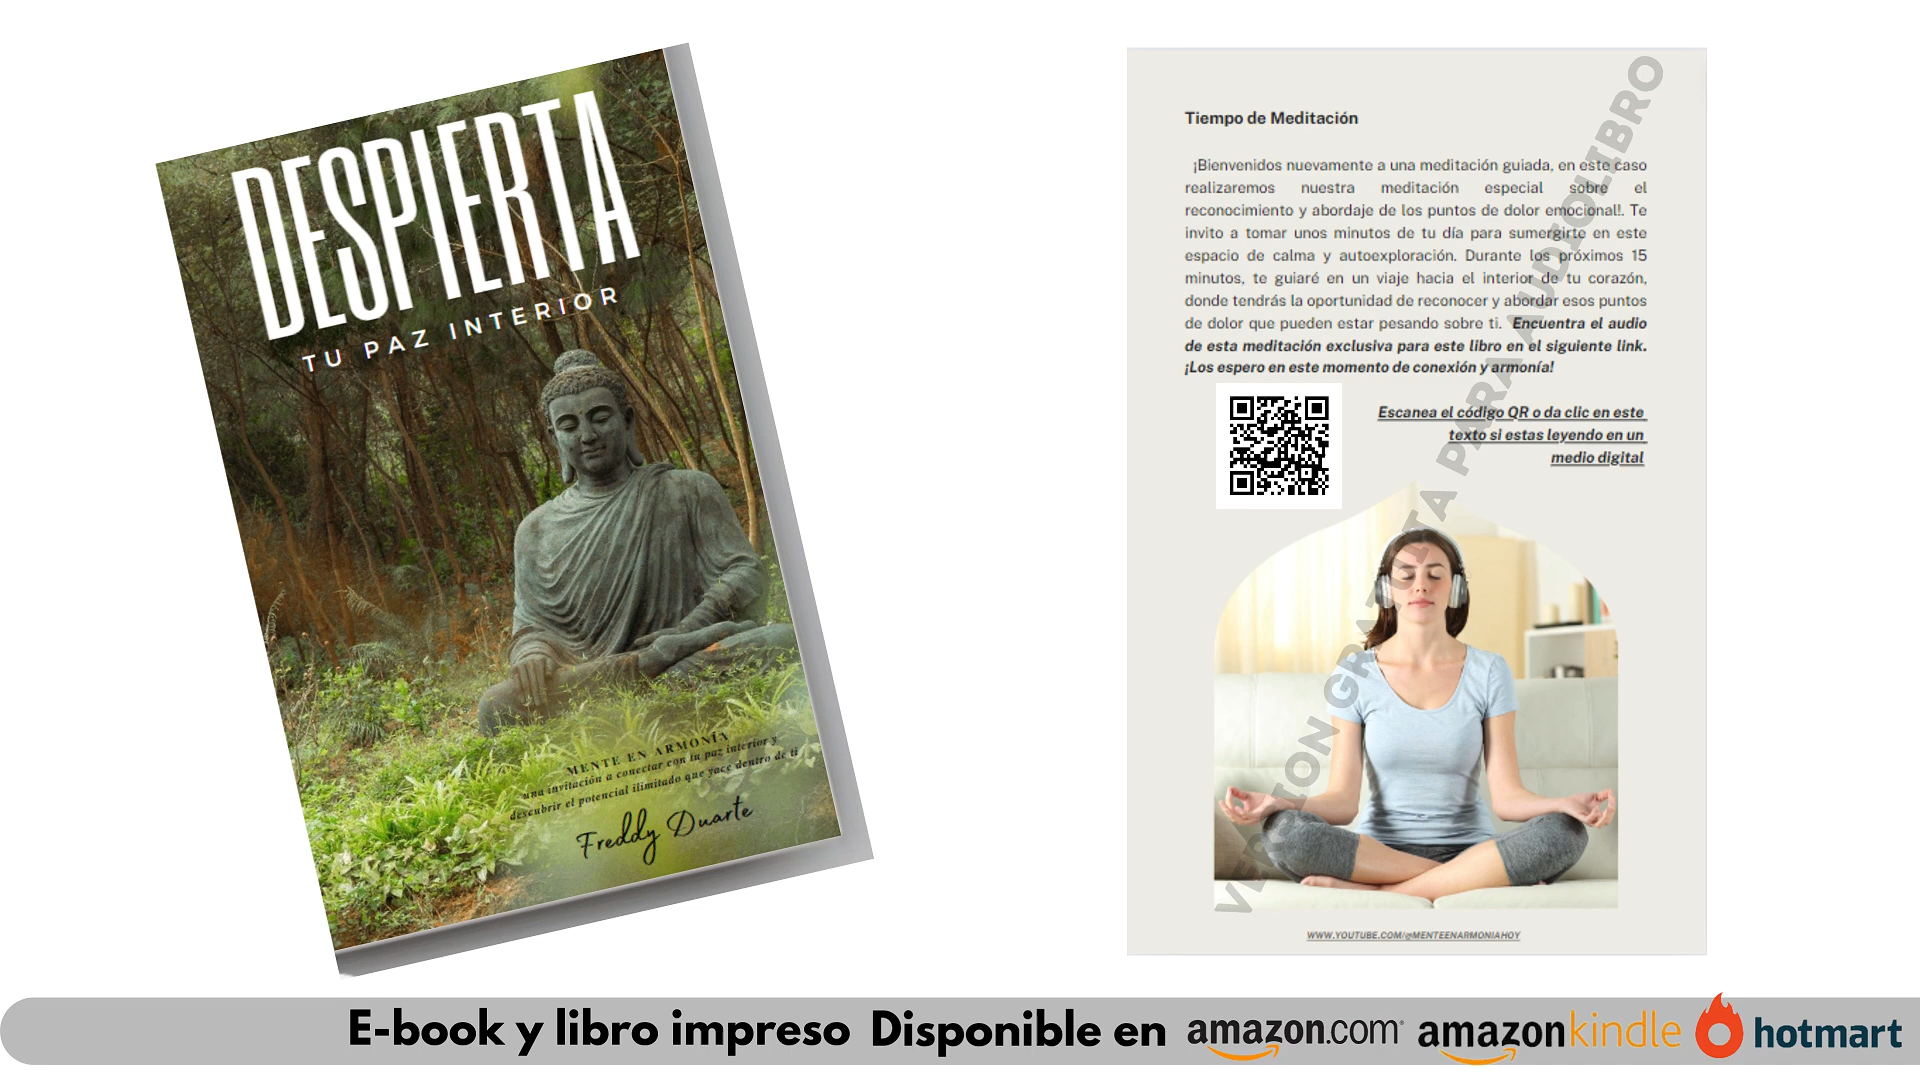 DESPIERTA
TU PAZ INTERIOR
MENTE EN ARMONÍA
una invitación a conectar con tu paz interior y
descubrir el potencial ilimitado que yace dentro de ti
Freddy Duarte
Tiempo de Meditación
¡Bienvenidos nuevamente a una meditación guiada, en este caso
realizaremos nuestra meditación especial sobre el
reconocimiento y abordaje de los puntos de dolor emocional!. Te
invito a tomar unos minutos de tu día para sumergirte en este
espacio de calma y autoexploración. Durante los próximos 15
minutos, te guiaré en un viaje hacia el interior de tu corazón,
donde tendrás la oportunidad de reconocer y abordar esos puntos
de dolor que pueden estar pesando sobre ti. Encuentra el audio
de esta meditación exclusiva para este libro en el siguiente link.
¡Los espero en este momento de conexión y armonía!
Escanea el código QR o da clic en este
texto si estas leyendo en un
medio digital
VERSION GRATUITA PARA AUDIOLIBRO
WWW.YOUTUBE.COM/@MENTEENARMONIAHOY
E-book y libro impreso Disponible en amazon.com amazonkindle hotmart